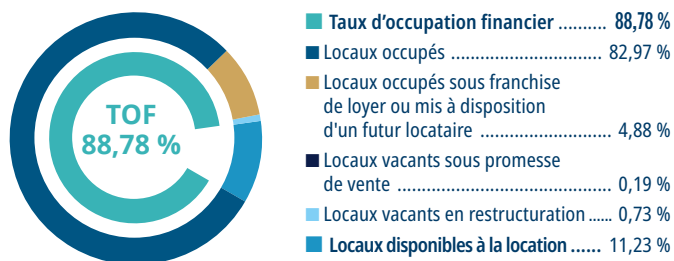 TOF
88,78 %
Taux d'occupation financier .......... 88,78 %
Locaux occupés ............................ 82,97 %
Locaux occupés sous franchise
de loyer ou mis à disposition
d'un futur locataire ........................ 4,88 %
Locaux vacants sous promesse
de vente ....................................... 0,19 %
Locaux vacants en restructuration ...... 0,73 %
Locaux disponibles à la location ...... 11,23 %